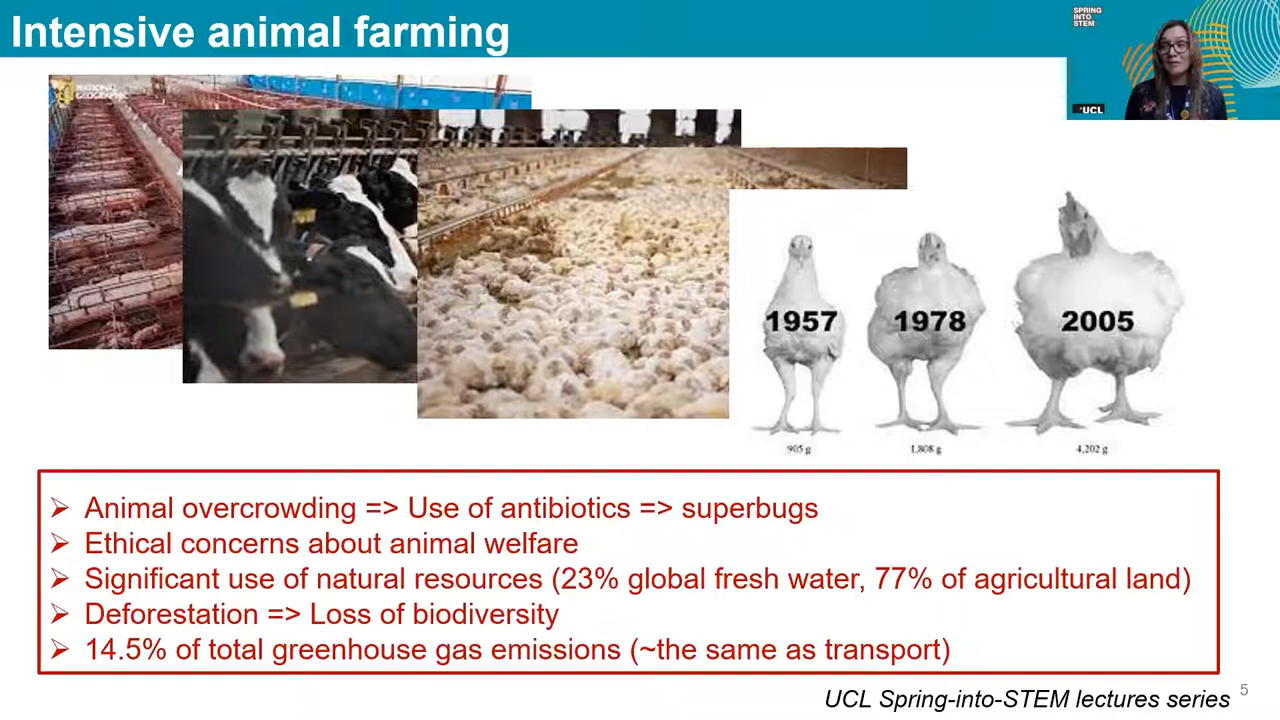 Intensive animal farming
SPRING
INTO
STEM
UCL
NATIONAL
GEOGRAPHIC
1957
1978
2005
905 g
1,808 g
4,202 g
➢ Animal overcrowding => Use of antibiotics => superbugs
➢ Ethical concerns about animal welfare
➢ Significant use of natural resources (23% global fresh water, 77% of agricultural land)
➢ Deforestation => Loss of biodiversity
➢ 14.5% of total greenhouse gas emissions (~the same as transport)
UCL Spring-into-STEM lectures series
5